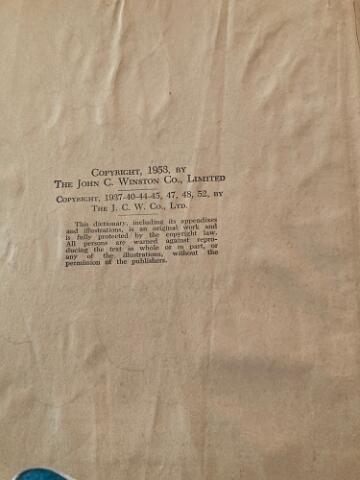 Copyright, 1953, by
The John C. Winston Co., Limited
Copyright, 1937-40-44-45, 47, 48, 52, by
The J. C. W. Co., Ltd.
This dictionary, including its appendixes
and illustrations, is an original work and
is fully protected by the copyright law.
All persons are warned against repro-
ducing the text in whole or in part, or
any of the illustrations, without the
permission of the publishers.